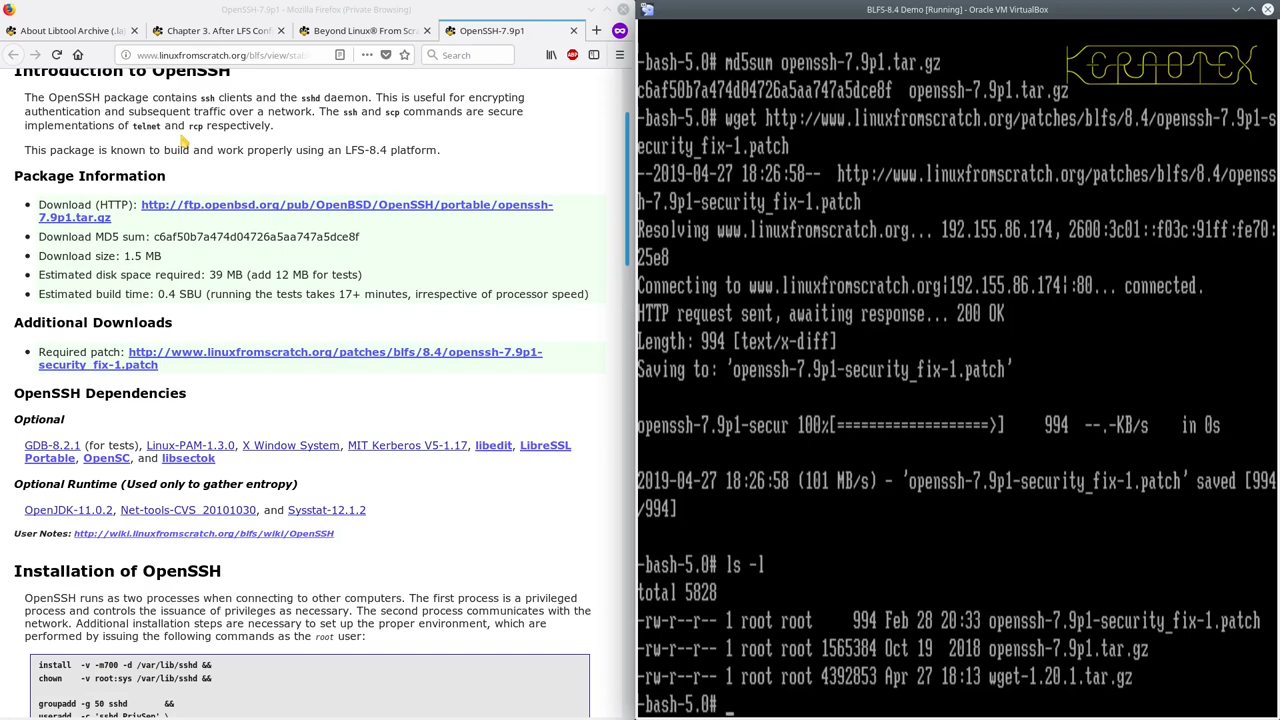 OpenSSH-7.9p1 - Mozilla Firefox (Private Browsing)
About Libtool Archive (.la
Chapter 3. After LFS Conf
Beyond Linux® From Scr
OpenSSH-7.9p1
www.linuxfromscratch.org/blfs/view/stab
Search
ABP
Introduction to OpenSSH
The OpenSSH package contains ssh clients and the sshd daemon. This is useful for encrypting
authentication and subsequent traffic over a network. The ssh and scp commands are secure
implementations of telnet and rcp respectively.
This package is known to build and work properly using an LFS-8.4 platform.
Package Information
Download (HTTP): http://ftp.openbsd.org/pub/OpenBSD/OpenSSH/portable/openssh-
7.9p1.tar.gz
Download MD5 sum: c6af50b7a474d04726a5aa747a5dce8f
Download size: 1.5 MB
Estimated disk space required: 39 MB (add 12 MB for tests)
Estimated build time: 0.4 SBU (running the tests takes 17+ minutes, irrespective of processor speed)
Additional Downloads
Required patch: http://www.linuxfromscratch.org/patches/blfs/8.4/openssh-7.9p1-
security_fix-1.patch
OpenSSH Dependencies
Optional
GDB-8.2.1 (for tests), Linux-PAM-1.3.0, X Window System, MIT Kerberos V5-1.17, libedit, LibreSSL
Portable, OpenSC, and libsectok
Optional Runtime (Used only to gather entropy)
OpenJDK-11.0.2, Net-tools-CVS_20101030, and Sysstat-12.1.2
User Notes: http://wiki.linuxfromscratch.org/blfs/wiki/OpenSSH
Installation of OpenSSH
OpenSSH runs as two processes when connecting to other computers. The first process is a privileged
process and controls the issuance of privileges as necessary. The second process communicates with the
network. Additional installation steps are necessary to set up the proper environment, which are
performed by issuing the following commands as the root user:
install -v -m700 -d /var/lib/sshd &&
chown -v root:sys /var/lib/sshd &&
groupadd -g 50 sshd &&
useradd -c 'sshd PrivSep' \
BLFS-8.4 Demo [Running] - Oracle VM VirtualBox
KERNOTEX
-bash-5.0# md5sum openssh-7.9p1.tar.gz
c6af50b7a474d04726a5aa747a5dce8f openssh-7.9p1.tar.gz
-bash-5.0# wget http://www.linuxfromscratch.org/patches/blfs/8.4/openssh-7.9p1-s
ecurity_fix-1.patch
--2019-04-27 18:26:58-- http://www.linuxfromscratch.org/patches/blfs/8.4/openss
h-7.9p1-security_fix-1.patch
Resolving www.linuxfromscratch.org... 192.155.86.174, 2600:3c01::f03c:91ff:fe70:
25e8
Connecting to www.linuxfromscratch.org|192.155.86.174|:80... connected.
HTTP request sent, awaiting response... 200 OK
Length: 994 [text/x-diff]
Saving to: 'openssh-7.9p1-security_fix-1.patch'
openssh-7.9p1-secur 100%[===================>] 994 --.-KB/s in 0s
2019-04-27 18:26:58 (101 MB/s) - 'openssh-7.9p1-security_fix-1.patch' saved [994
/994]
-bash-5.0# ls -l
total 5828
-rw-r--r-- 1 root root 994 Feb 28 20:33 openssh-7.9p1-security_fix-1.patch
-rw-r--r-- 1 root root 1565384 Oct 19 2018 openssh-7.9p1.tar.gz
-rw-r--r-- 1 root root 4392853 Apr 27 18:13 wget-1.20.1.tar.gz
-bash-5.0# _